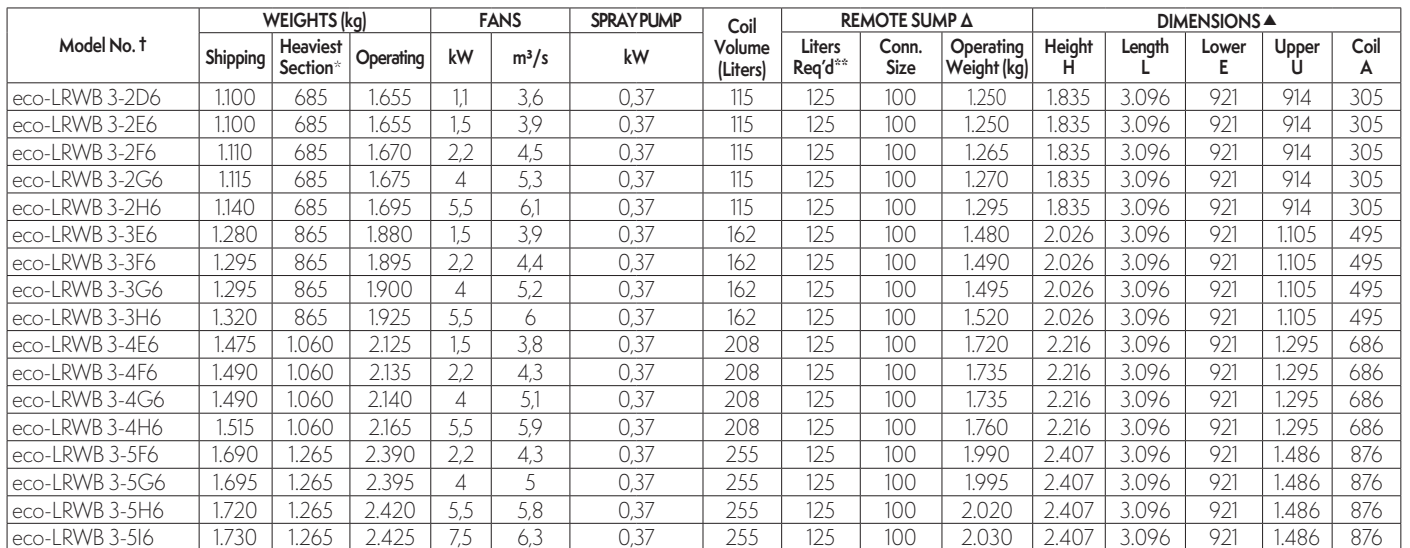 Model No. † WEIGHTS (kg) FANS SPRAY PUMP Coil Volume (Liters) REMOTE SUMP Δ DIMENSIONS ▲
Shipping Heaviest Section* Operating kW m³/s kW Liters Req'd** Conn. Size Operating Weight (kg) Height H Length L Lower E Upper U Coil A
eco-LRWB 3-2D6 1.100 685 1.655 1,1 3,6 0,37 115 125 100 1.250 1.835 3.096 921 914 305
eco-LRWB 3-2E6 1.100 685 1.655 1,5 3,9 0,37 115 125 100 1.250 1.835 3.096 921 914 305
eco-LRWB 3-2F6 1.110 685 1.670 2,2 4,5 0,37 115 125 100 1.265 1.835 3.096 921 914 305
eco-LRWB 3-2G6 1.115 685 1.675 4 5,3 0,37 115 125 100 1.270 1.835 3.096 921 914 305
eco-LRWB 3-2H6 1.140 685 1.695 5,5 6,1 0,37 115 125 100 1.295 1.835 3.096 921 914 305
eco-LRWB 3-3E6 1.280 865 1.880 1,5 3,9 0,37 162 125 100 1.480 2.026 3.096 921 1.105 495
eco-LRWB 3-3F6 1.295 865 1.895 2,2 4,4 0,37 162 125 100 1.490 2.026 3.096 921 1.105 495
eco-LRWB 3-3G6 1.295 865 1.900 4 5,2 0,37 162 125 100 1.495 2.026 3.096 921 1.105 495
eco-LRWB 3-3H6 1.320 865 1.925 5,5 6 0,37 162 125 100 1.520 2.026 3.096 921 1.105 495
eco-LRWB 3-4E6 1.475 1.060 2.125 1,5 3,8 0,37 208 125 100 1.720 2.216 3.096 921 1.295 686
eco-LRWB 3-4F6 1.490 1.060 2.135 2,2 4,3 0,37 208 125 100 1.735 2.216 3.096 921 1.295 686
eco-LRWB 3-4G6 1.490 1.060 2.140 4 5,1 0,37 208 125 100 1.735 2.216 3.096 921 1.295 686
eco-LRWB 3-4H6 1.515 1.060 2.165 5,5 5,9 0,37 208 125 100 1.760 2.216 3.096 921 1.295 686
eco-LRWB 3-5F6 1.690 1.265 2.390 2,2 4,3 0,37 255 125 100 1.990 2.407 3.096 921 1.486 876
eco-LRWB 3-5G6 1.695 1.265 2.395 4 5 0,37 255 125 100 1.995 2.407 3.096 921 1.486 876
eco-LRWB 3-5H6 1.720 1.265 2.420 5,5 5,8 0,37 255 125 100 2.020 2.407 3.096 921 1.486 876
eco-LRWB 3-5I6 1.730 1.265 2.425 7,5 6,3 0,37 255 125 100 2.030 2.407 3.096 921 1.486 876